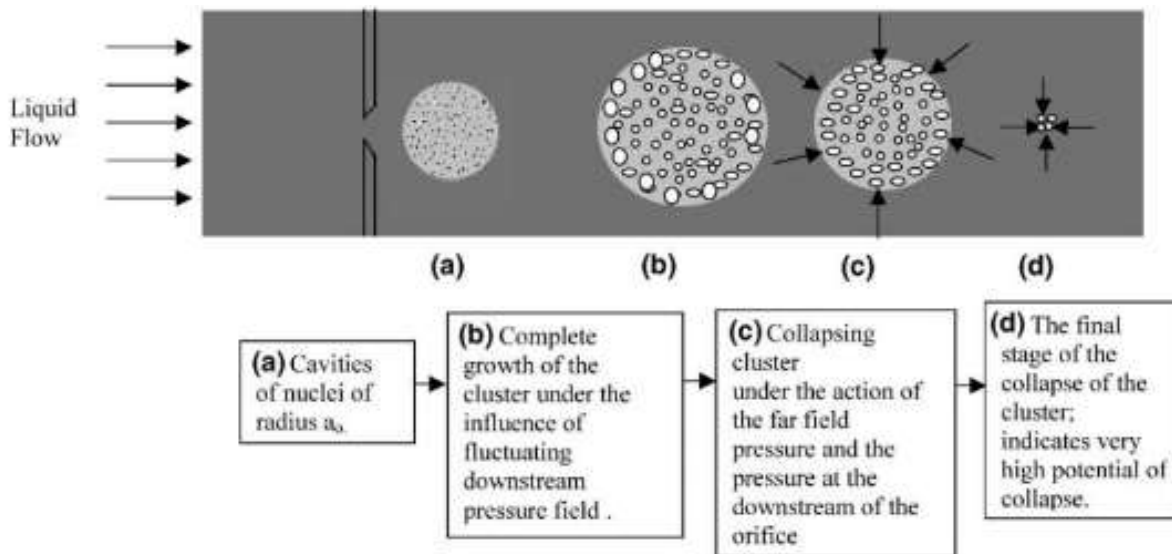 Liquid
Flow
(a)
(b)
(c)
(d)
(a) Cavities
of nuclei of
radius aₒ.
(b) Complete
growth of the
cluster under the
influence of
fluctuating
downstream
pressure field .
(c) Collapsing
cluster
under the action of
the far field
pressure and the
pressure at the
downstream of the
orifice
(d) The final
stage of the
collapse of the
cluster;
indicates very
high potential of
collapse.